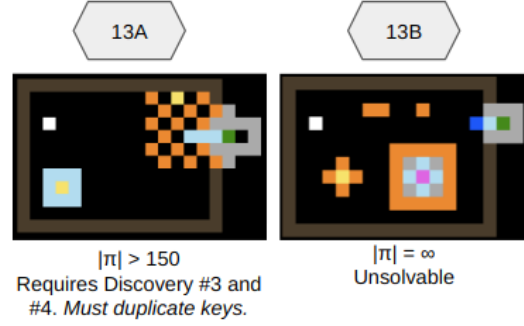 13A
13B
|π| > 150
Requires Discovery #3 and
#4. Must duplicate keys.
|π| = ∞
Unsolvable